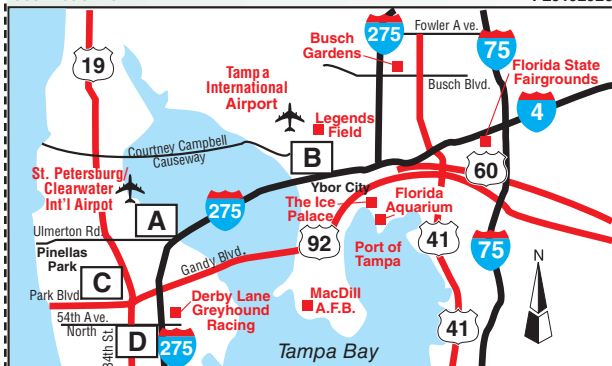 275
Fowler Ave.
75
19
Busch
Gardens
Florida State
Fairgrounds
Busch Blvd.
Tampa
International
Airport
4
Legends
Field
Courtney Campbell
Causeway
B
60
St. Petersburg/
Clearwater
Int'l Airpot
Ybor City
The Ice
Palace
Florida
Aquarium
A
275
Ulmerton Rd.
92
41
75
N
Pinellas
Park
Port of
Tampa
Gandy Blvd.
C
Park Blvd
Derby Lane
Greyhound
Racing
MacDill
A.F.B.
54th Ave.
North
41
34th St.
D
275
Tampa Bay